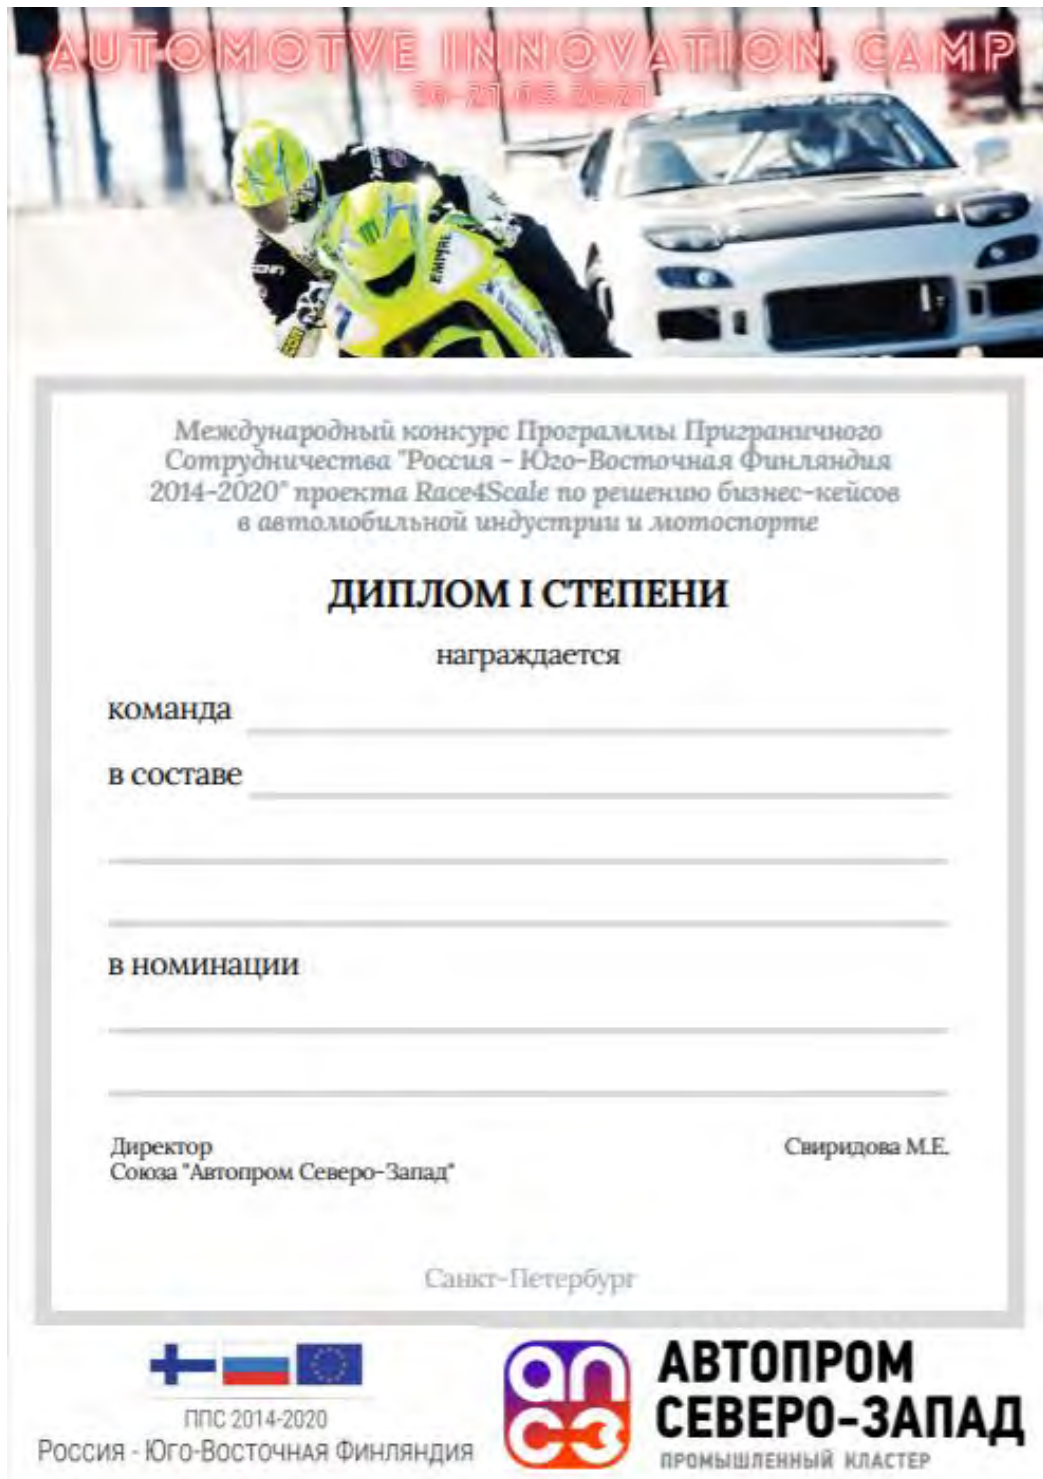 AUTOMOTVE INNOVATION CAMP
EMPIRE
Международный конкурс Программы Приграничного
Сотрудничества "Россия - Юго-Восточная Финляндия
2014-2020" проекта Race4Scale по решению бизнес-кейсов
в автомобильной индустрии и мотоспорте
ДИПЛОМ I СТЕПЕНИ
награждается
команда
в составе
в номинации
Директор
Свиридова М.Е.
Союза "Автопром Северо-Запад"
Санкт-Петербург
ППС 2014-2020
Россия - Юго-Восточная Финляндия
апсз
АВТОПРОМ
СЕВЕРО-ЗАПАД
ПРОМЫШЛЕННЫЙ КЛАСТЕР